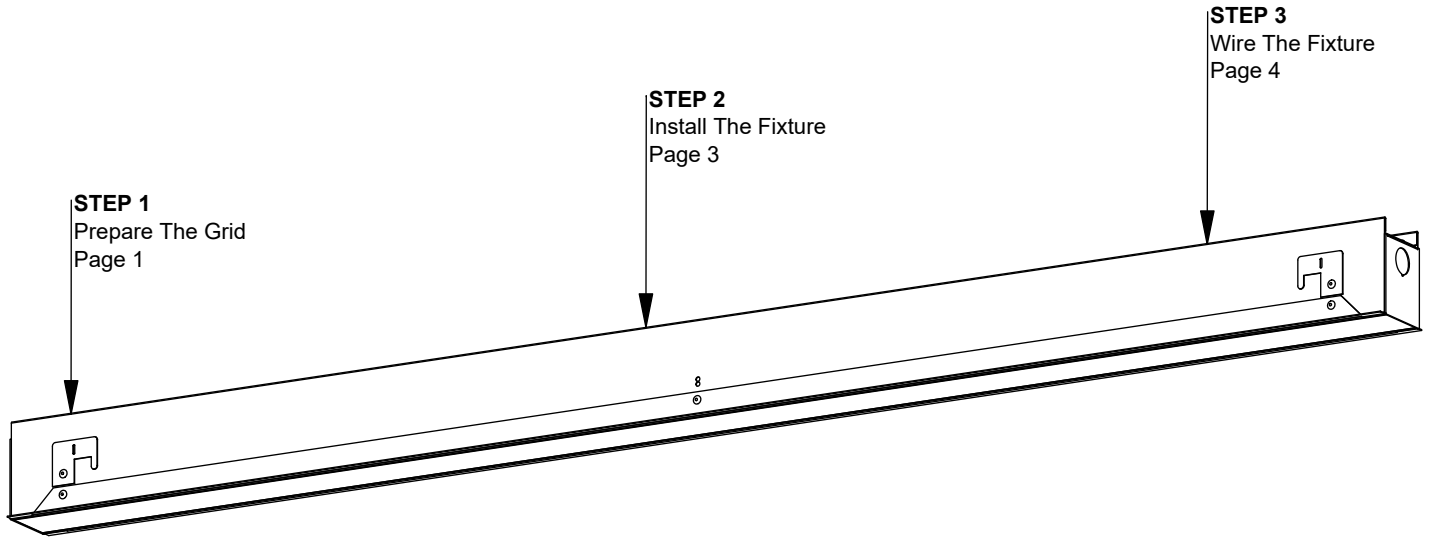 STEP 1
Prepare The Grid
Page 1
STEP 2
Install The Fixture
Page 3
STEP 3
Wire The Fixture
Page 4